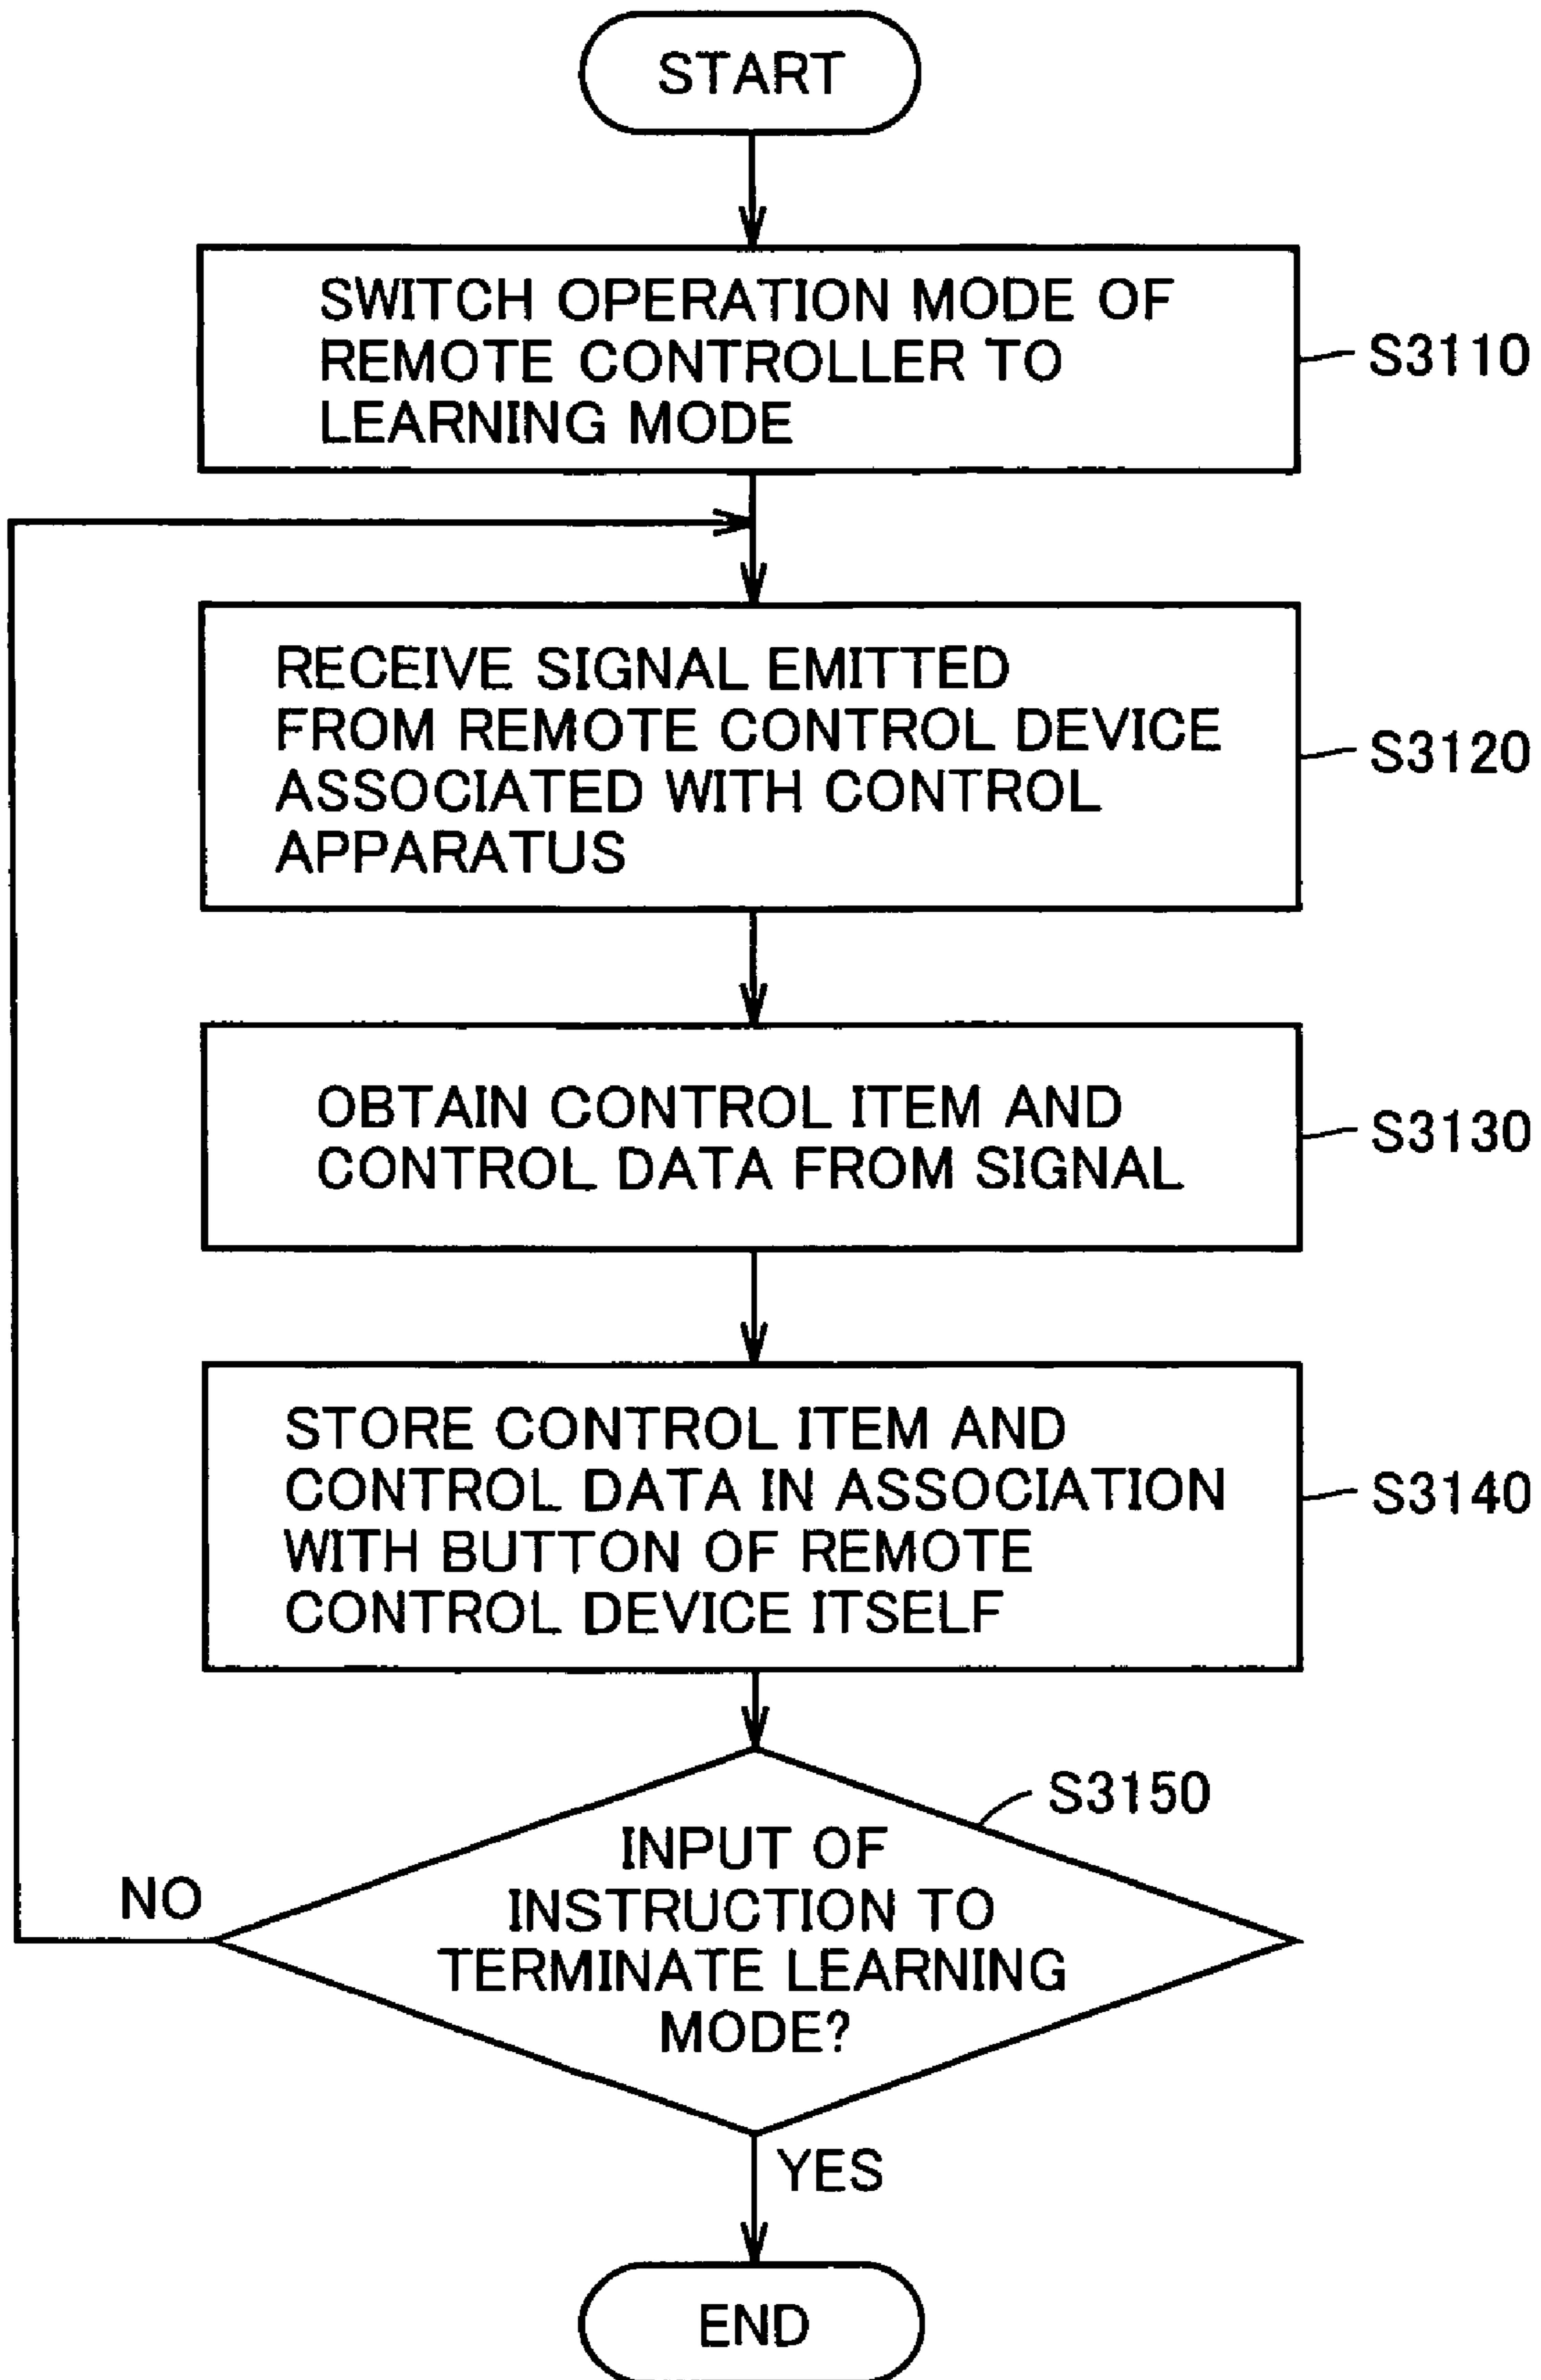 START
SWITCH OPERATION MODE OF
REMOTE CONTROLLER TO
LEARNING MODE
S3110
RECEIVE SIGNAL EMITTED
FROM REMOTE CONTROL DEVICE
ASSOCIATED WITH CONTROL
APPARATUS
S3120
OBTAIN CONTROL ITEM AND
CONTROL DATA FROM SIGNAL
S3130
STORE CONTROL ITEM AND
CONTROL DATA IN ASSOCIATION
WITH BUTTON OF REMOTE
CONTROL DEVICE ITSELF
S3140
S3150
INPUT OF
INSTRUCTION TO
TERMINATE LEARNING
MODE?
NO
YES
END